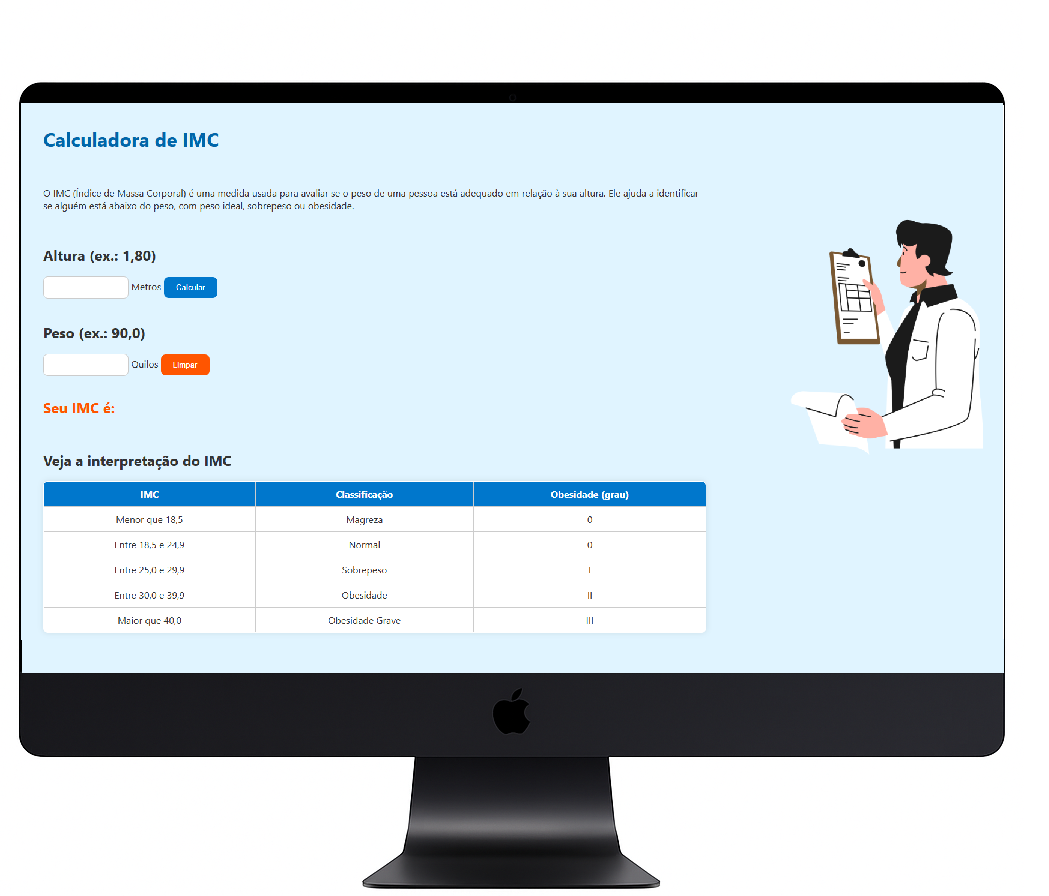 Calculadora de IMC
O IMC (Índice de Massa Corporal) é uma medida usada para avaliar se o peso de uma pessoa está adequado em relação à sua altura. Ele ajuda a identificar
se alguém está abaixo do peso, com peso ideal, sobrepeso ou obesidade.
Altura (ex.: 1,80)
Metros Calcular
Peso (ex.: 90,0)
Quilos Limpar
Seu IMC é:
Veja a interpretação do IMC
IMC Classificação Obesidade (grau)
Menor que 18,5 Magreza 0
Entre 18,5 e 24,9 Normal 0
Entre 25,0 e 29,9 Sobrepeso I
Entre 30,0 e 39,9 Obesidade II
Maior que 40,0 Obesidade Grave III